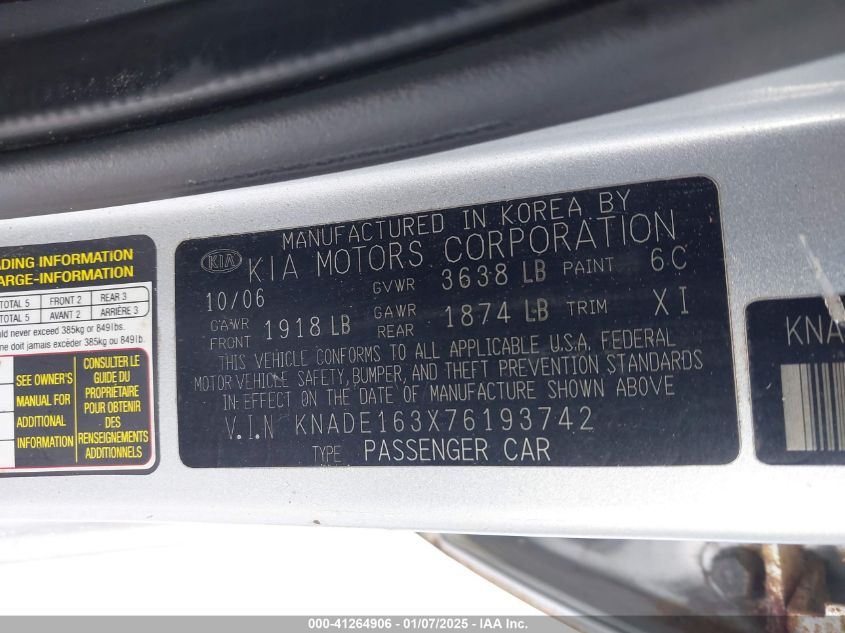 MANUFACTURED IN KOREA BY
KIA
KIA MOTORS CORPORATION
10/06
GVWR 3638 LB PAINT 6C
GAWR FRONT 1918 LB GAWR REAR 1874 LB TRIM XI
THIS VEHICLE CONFORMS TO ALL APPLICABLE U.S.A. FEDERAL
MOTOR VEHICLE SAFETY, BUMPER, AND THEFT PREVENTION STANDARDS
IN EFFECT ON THE DATE OF MANUFACTURE SHOWN ABOVE
V.I.N KNADE163X76193742
TYPE PASSENGER CAR
ADING INFORMATION
ARGE-INFORMATION
TOTAL 5 FRONT 2 REAR 3
TOTAL 5 AVANT 2 ARRIÈRE 3
ld never exceed 385kg or 849lbs.
ne doit jamais exceder 385kg ou 849lb.
SEE OWNER'S
MANUAL FOR
ADDITIONAL
INFORMATION
CONSULTER LE
GUIDE DU
PROPRIÉTAIRE
POUR OBTENIR
DES
RENSEIGNEMENTS
ADDITIONNELS
KNA
000-41264906 - 01/07/2025 - IAA Inc.